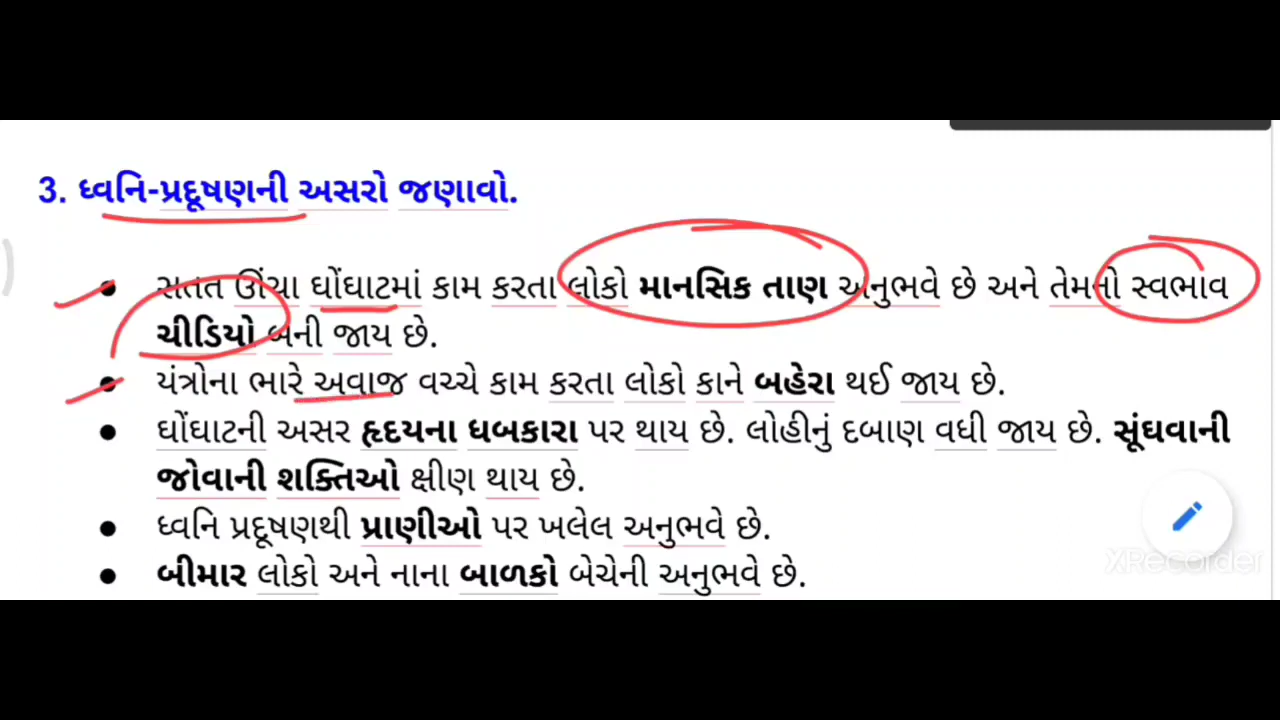 3. ધ્વનિ-પ્રદૂષણની અસરો જણાવો.
● સતત ઊંચા ઘોંઘાટમાં કામ કરતા લોકો માનસિક તાણ અનુભવે છે અને તેમનો સ્વભાવ
ચીડિયો બની જાય છે.
● યંત્રોના ભારે અવાજ વચ્ચે કામ કરતા લોકો કાને બહેરા થઈ જાય છે.
● ઘોંઘાટની અસર હૃદયના ધબકારા પર થાય છે. લોહીનું દબાણ વધી જાય છે. સૂંઘવાની
જોવાની શક્તિઓ ક્ષીણ થાય છે.
● ધ્વનિ પ્રદૂષણથી પ્રાણીઓ પર ખલેલ અનુભવે છે.
XRecorder
● બીમાર લોકો અને નાના બાળકો બેચેની અનુભવે છે.